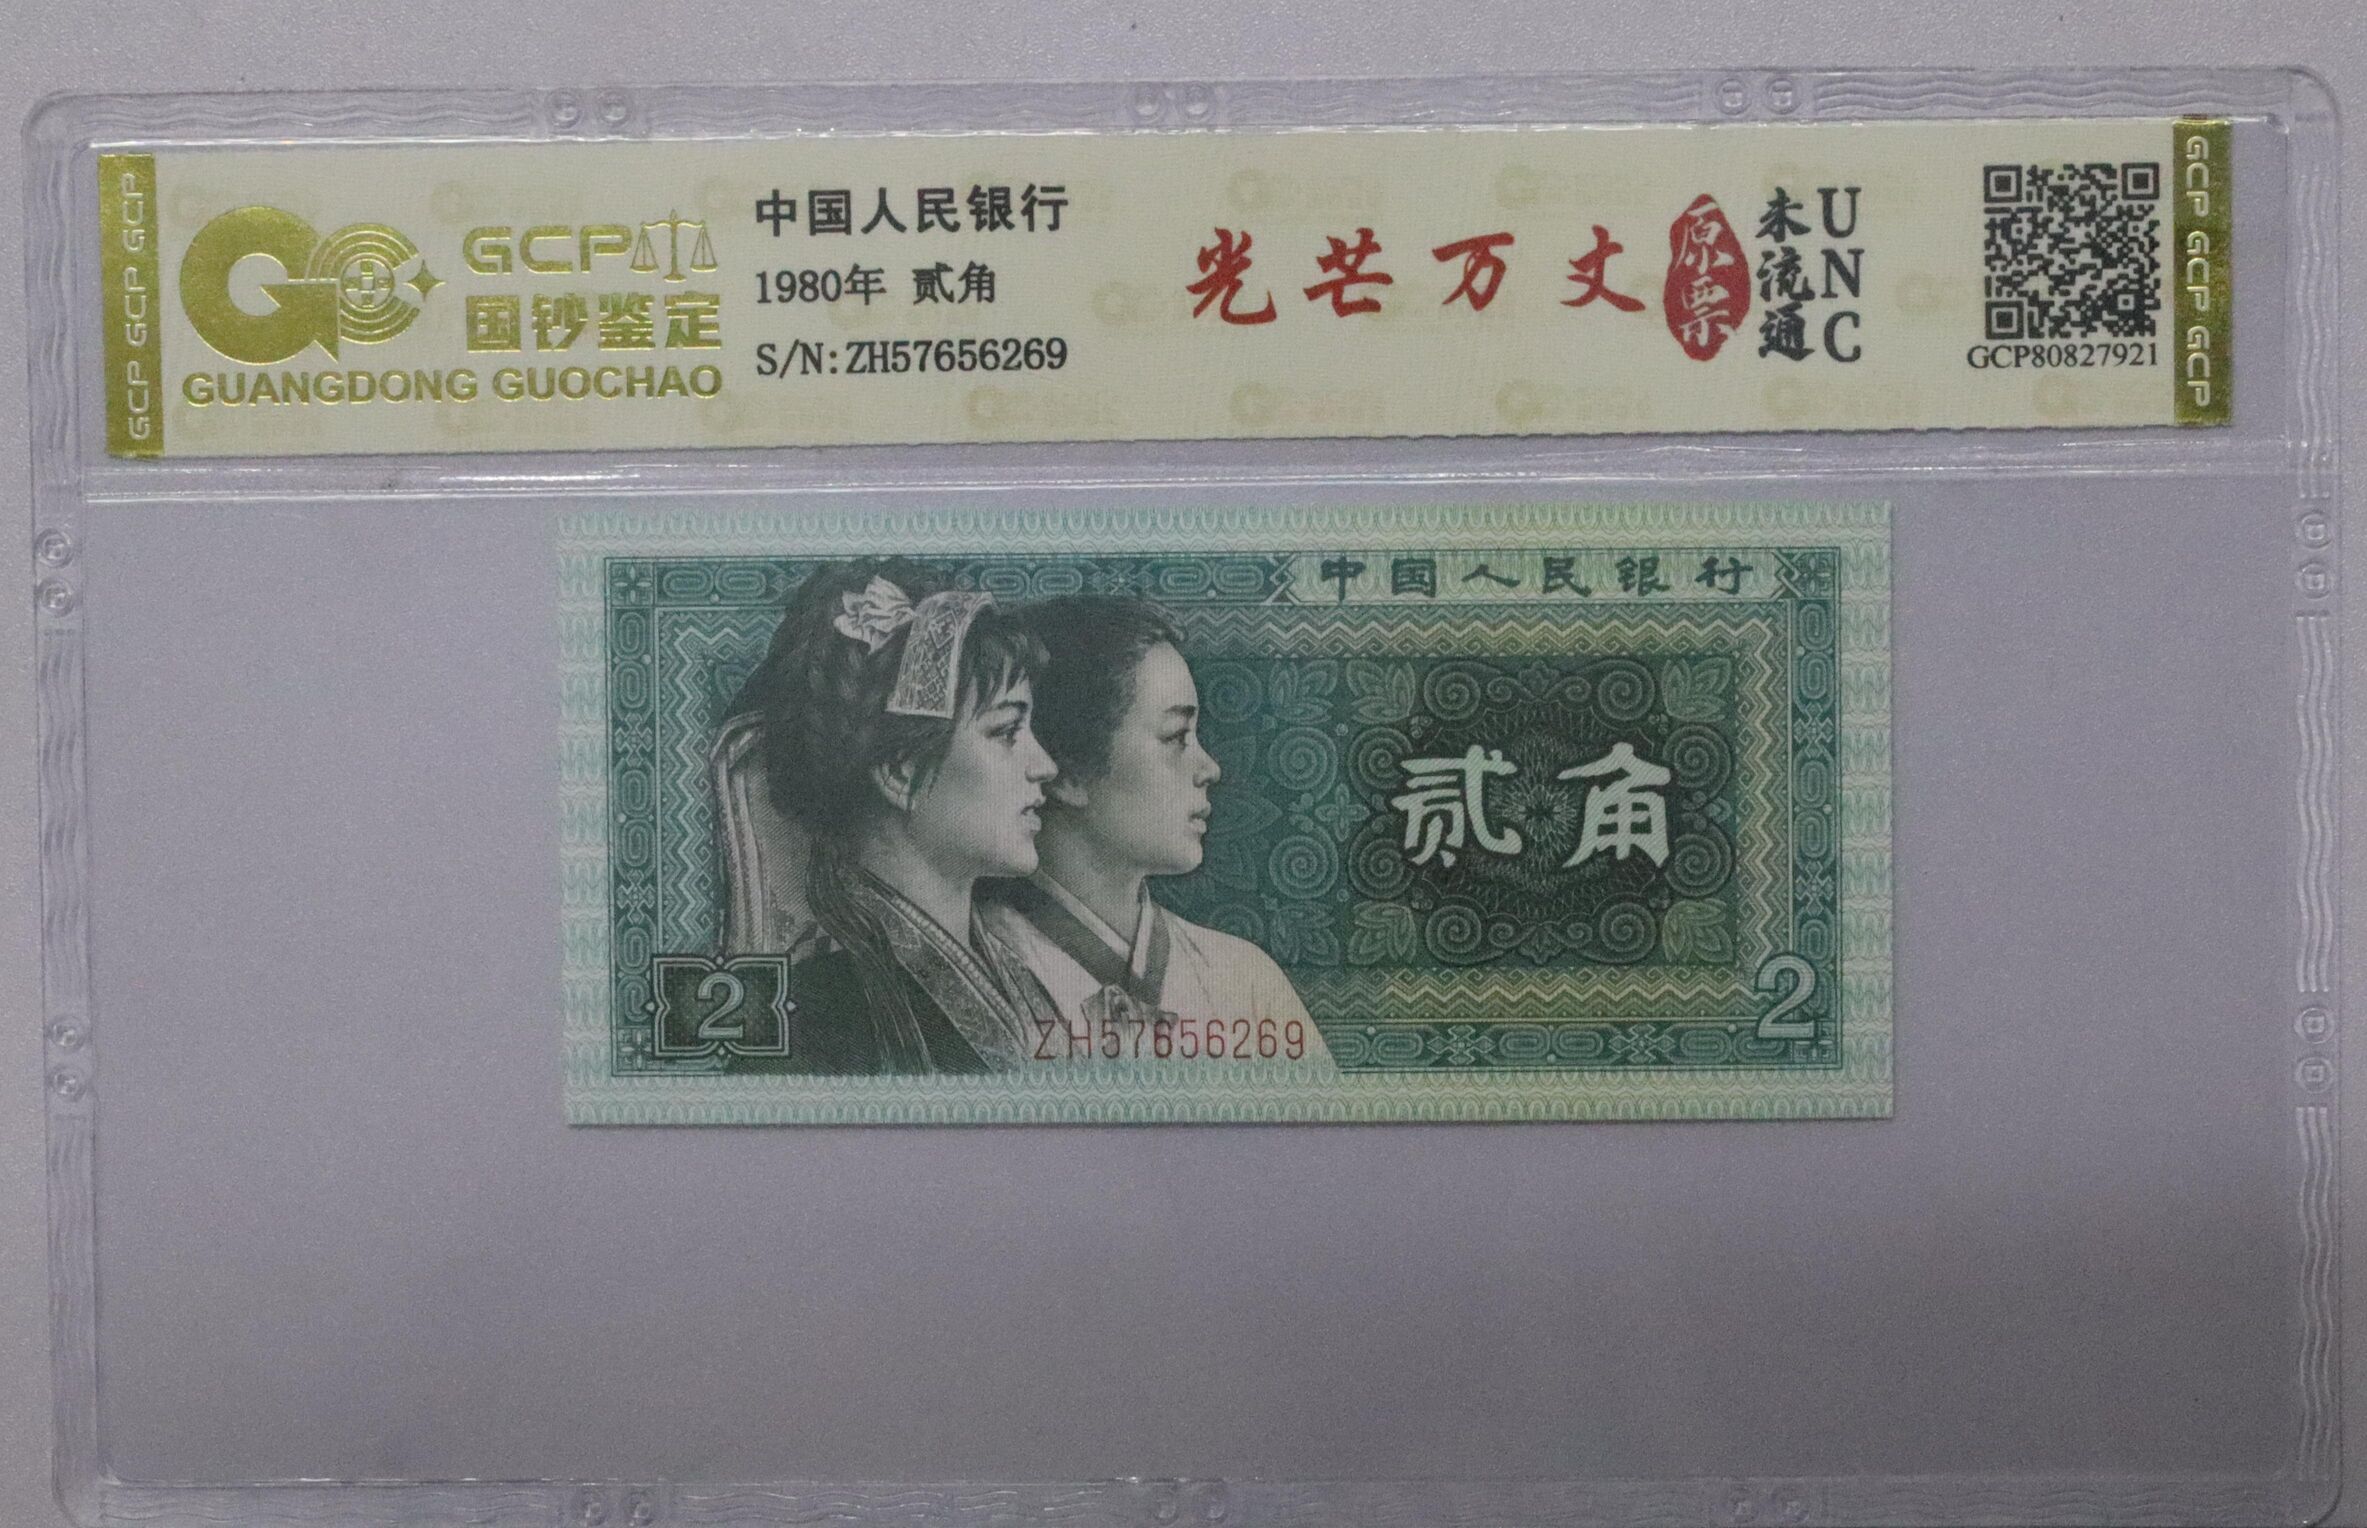 GCP GCP GCP
GCP
国钞鉴定
GUANGDONG GUOCHAO
中国人民银行
1980年 贰角
S/N:ZH57656269
光芒万丈
原票
未流通
UNC
GCP80827921
GCP GCP GCP
中国人民银行
贰角
2
2
ZH57656269